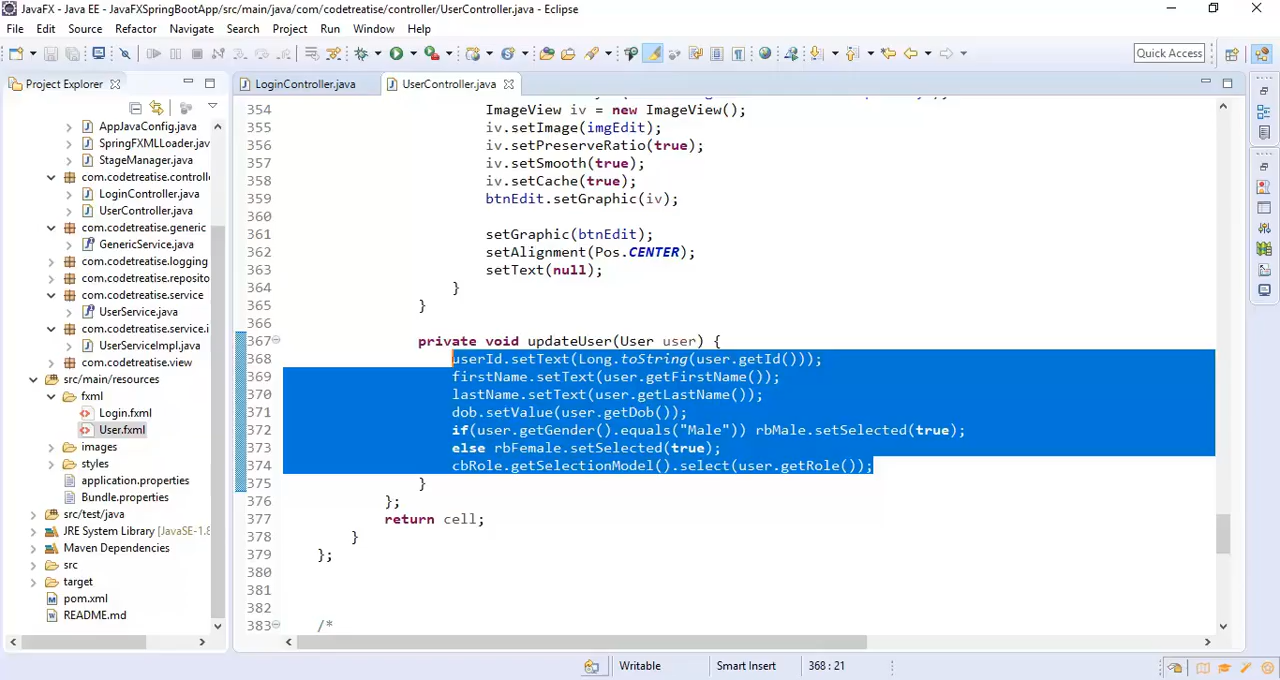 JavaFX - Java EE - JavaFXSpringBootApp/src/main/java/com/codetreatise/controller/UserController.java - Eclipse
File Edit Source Refactor Navigate Search Project Run Window Help
Quick Access
Project Explorer
AppJavaConfig.java
SpringFXMLLoader.jav
StageManager.java
com.codetreatise.controll
LoginController.java
UserController.java
com.codetreatise.generic
GenericService.java
com.codetreatise.logging
com.codetreatise.reposito
com.codetreatise.service
UserService.java
com.codetreatise.service.i
UserServiceImpl.java
com.codetreatise.view
src/main/resources
fxml
Login.fxml
User.fxml
images
styles
application.properties
Bundle.properties
src/test/java
JRE System Library [JavaSE-1.8
Maven Dependencies
src
target
pom.xml
README.md
LoginController.java UserController.java
354 ImageView iv = new ImageView();
355 iv.setImage(imgEdit);
356 iv.setPreserveRatio(true);
357 iv.setSmooth(true);
358 iv.setCache(true);
359 btnEdit.setGraphic(iv);
360
361 setGraphic(btnEdit);
362 setAlignment(Pos.CENTER);
363 setText(null);
364 }
365 }
366
367 private void updateUser(User user) {
368 userId.setText(Long.toString(user.getId()));
369 firstName.setText(user.getFirstName());
370 lastName.setText(user.getLastName());
371 dob.setValue(user.getDob());
372 if(user.getGender().equals("Male")) rbMale.setSelected(true);
373 else rbFemale.setSelected(true);
374 cbRole.getSelectionModel().select(user.getRole());
375 }
376 };
377 return cell;
378 }
379 };
380
381
382
383 /*
Writable Smart Insert 368 : 21